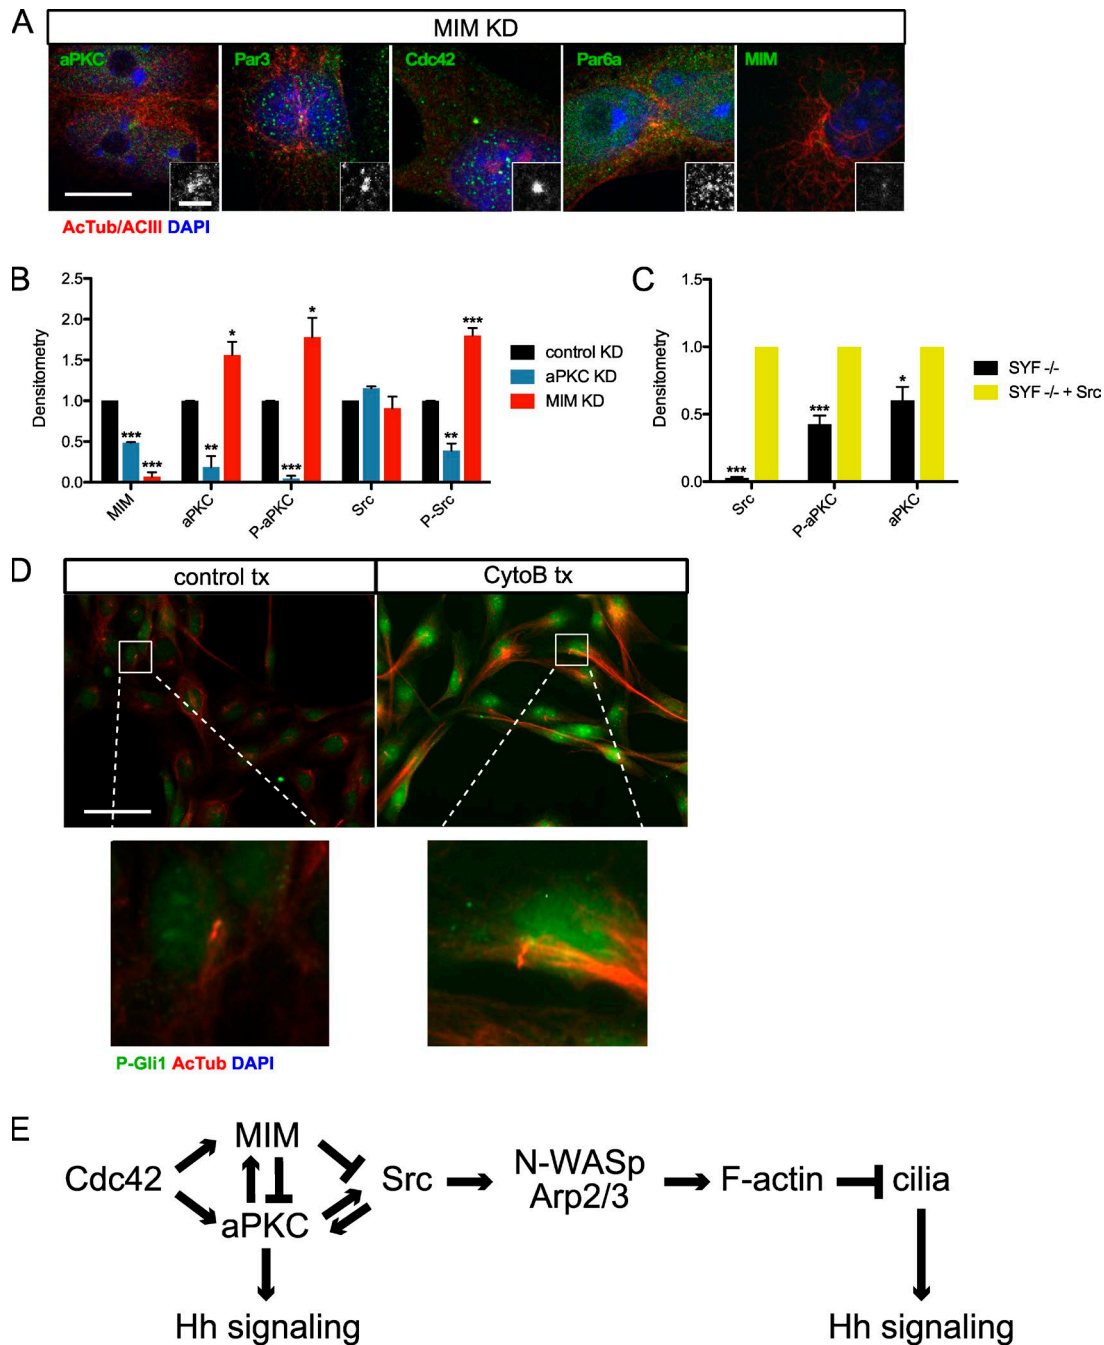 A
MIM KD
aPKC
Par3
Cdc42
Par6a
MIM
AcTub/ACIII DAPI
B
Densitometry
2.5
2.0
1.5
1.0
0.5
0.0
***
***
**
*
***
*
**
***
MIM
aPKC
P-aPKC
Src
P-Src
control KD
aPKC KD
MIM KD
C
Densitometry
1.5
1.0
0.5
0.0
***
***
*
Src
P-aPKC
aPKC
SYF -/-
SYF -/- + Src
D
control tx
CytoB tx
P-Gli1 AcTub DAPI
E
Cdc42
MIM
aPKC
Src
N-WASp
Arp2/3
F-actin
cilia
Hh signaling
Hh signaling